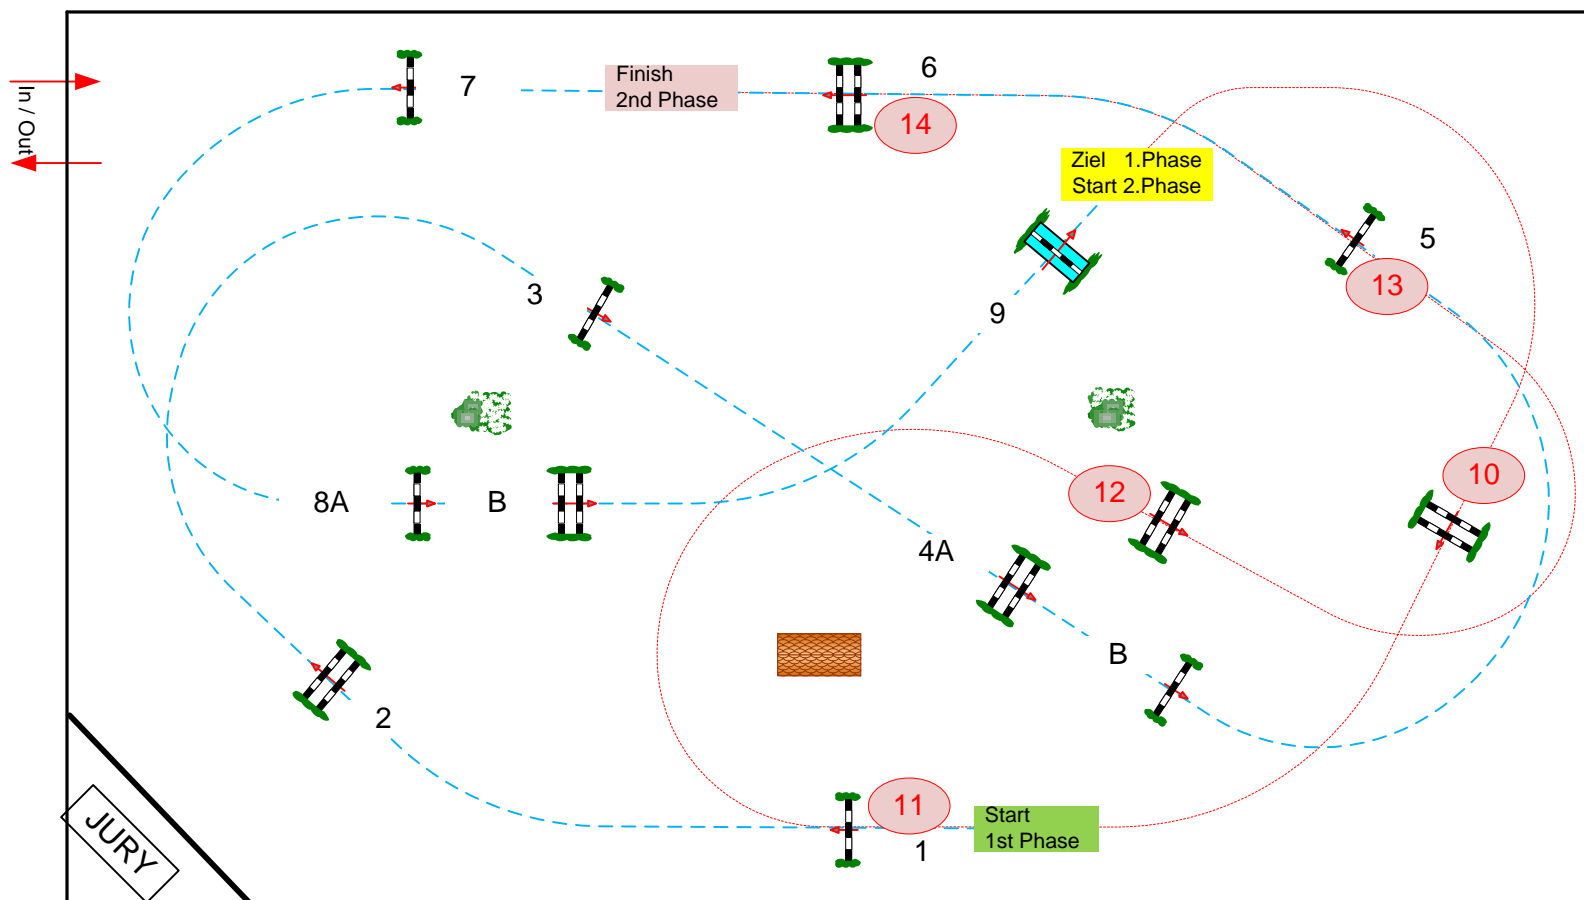 7
Finish
2nd Phase
6
14
In / Out
Ziel 1.Phase
Start 2.Phase
5
13
3
9
10
12
8A
B
4A
B
2
11
Start
1st Phase
1
JURY